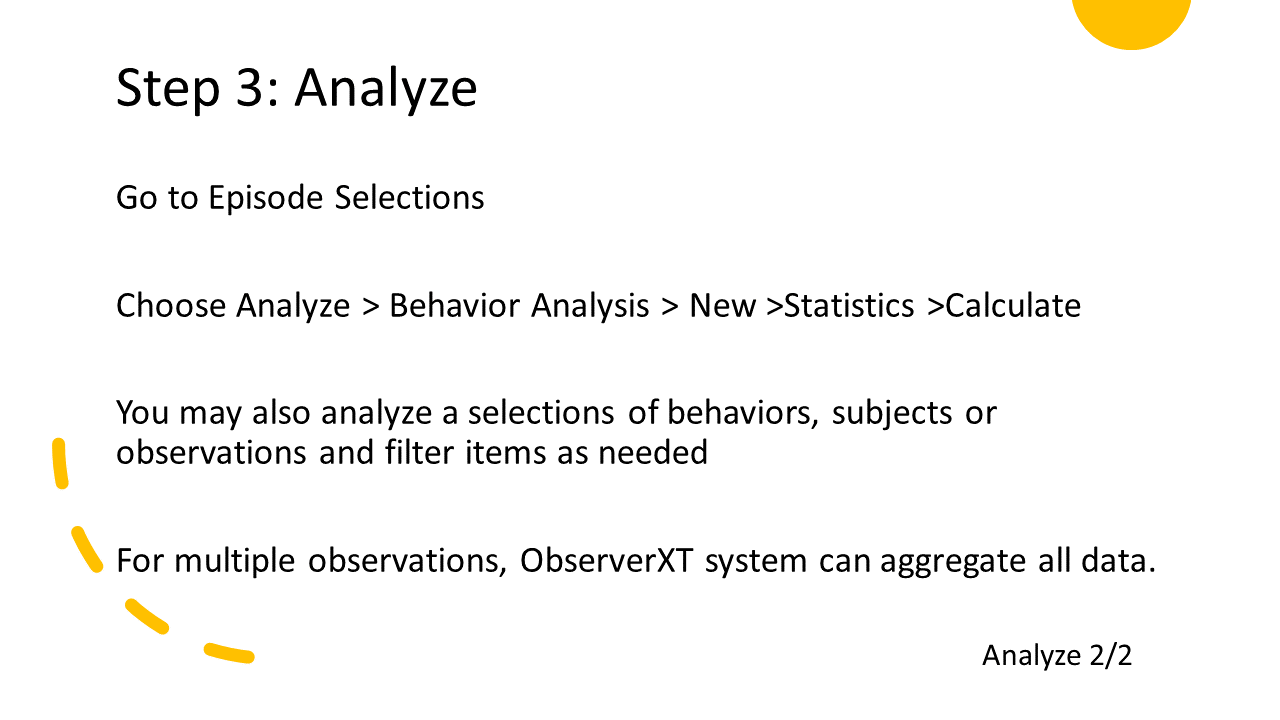 Step 3: Analyze
Go to Episode Selections
Choose Analyze > Behavior Analysis > New >Statistics >Calculate
You may also analyze a selections of behaviors, subjects or
observations and filter items as needed
For multiple observations, ObserverXT system can aggregate all data.
Analyze 2/2